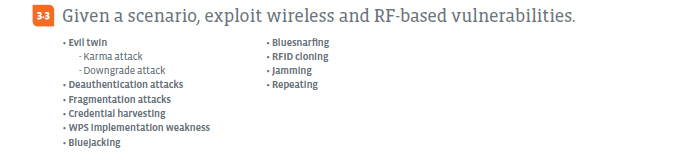 3.3 Given a scenario, exploit wireless and RF-based vulnerabilities.
• Evil twin
- Karma attack
- Downgrade attack
• Deauthentication attacks
• Fragmentation attacks
• Credential harvesting
• WPS implementation weakness
• Bluejacking
• Bluesnarfing
• RFID cloning
• Jamming
• Repeating